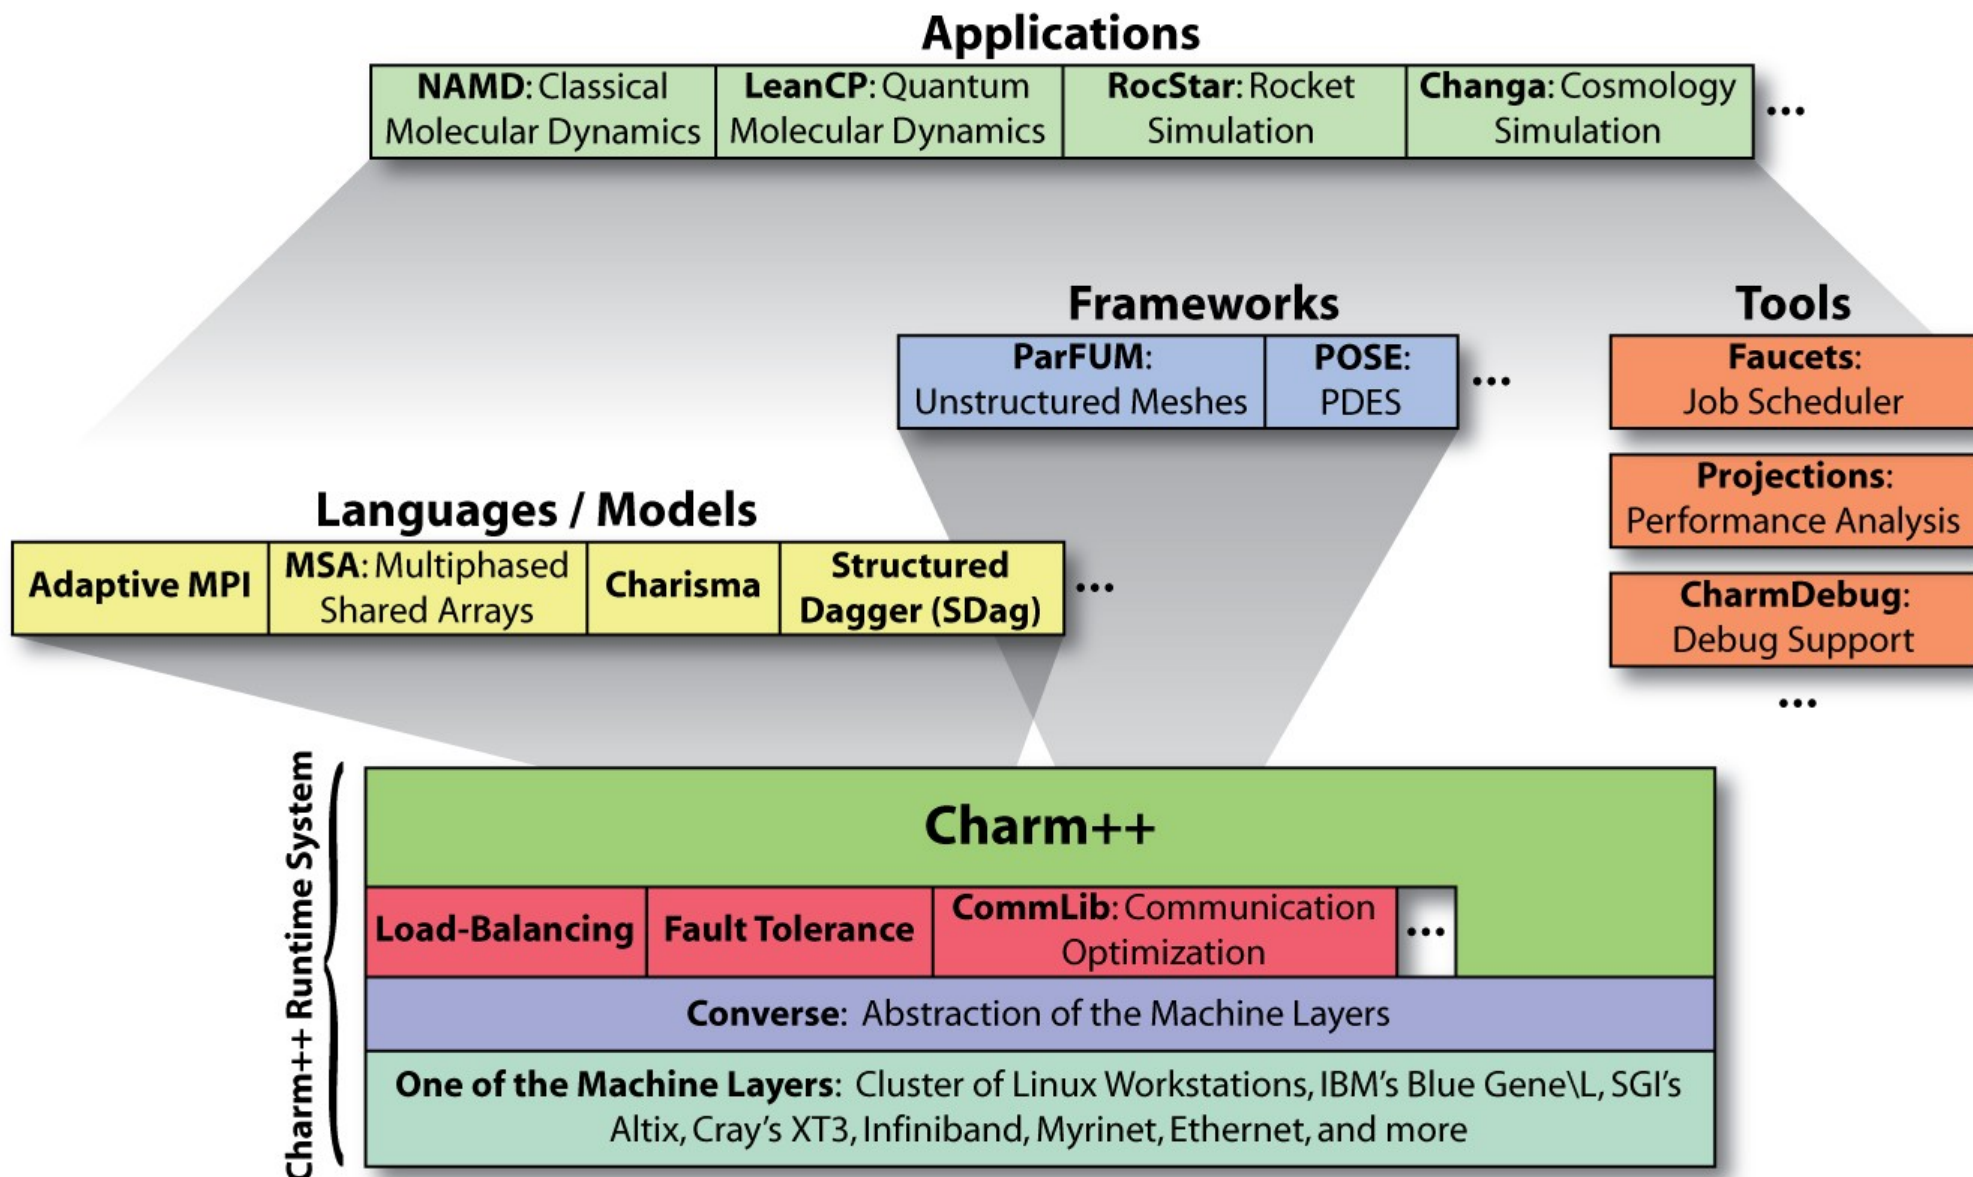 Applications
NAMD: Classical
Molecular Dynamics
LeanCP: Quantum
Molecular Dynamics
RocStar: Rocket
Simulation
Changa: Cosmology
Simulation
...
Frameworks
ParFUM:
Unstructured Meshes
POSE:
PDES
...
Tools
Faucets:
Job Scheduler
Projections:
Performance Analysis
CharmDebug:
Debug Support
...
Languages / Models
Adaptive MPI
MSA: Multiphased
Shared Arrays
Charisma
Structured
Dagger (SDag)
...
Charm++ Runtime System
Charm++
Load-Balancing
Fault Tolerance
CommLib: Communication
Optimization
...
Converse: Abstraction of the Machine Layers
One of the Machine Layers: Cluster of Linux Workstations, IBM's Blue Gene\L, SGI's
Altix, Cray's XT3, Infiniband, Myrinet, Ethernet, and more